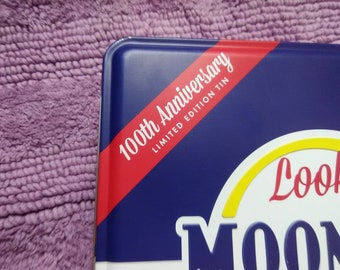 100th Anniversary
LIMITED EDITION TIN
Look
MOON